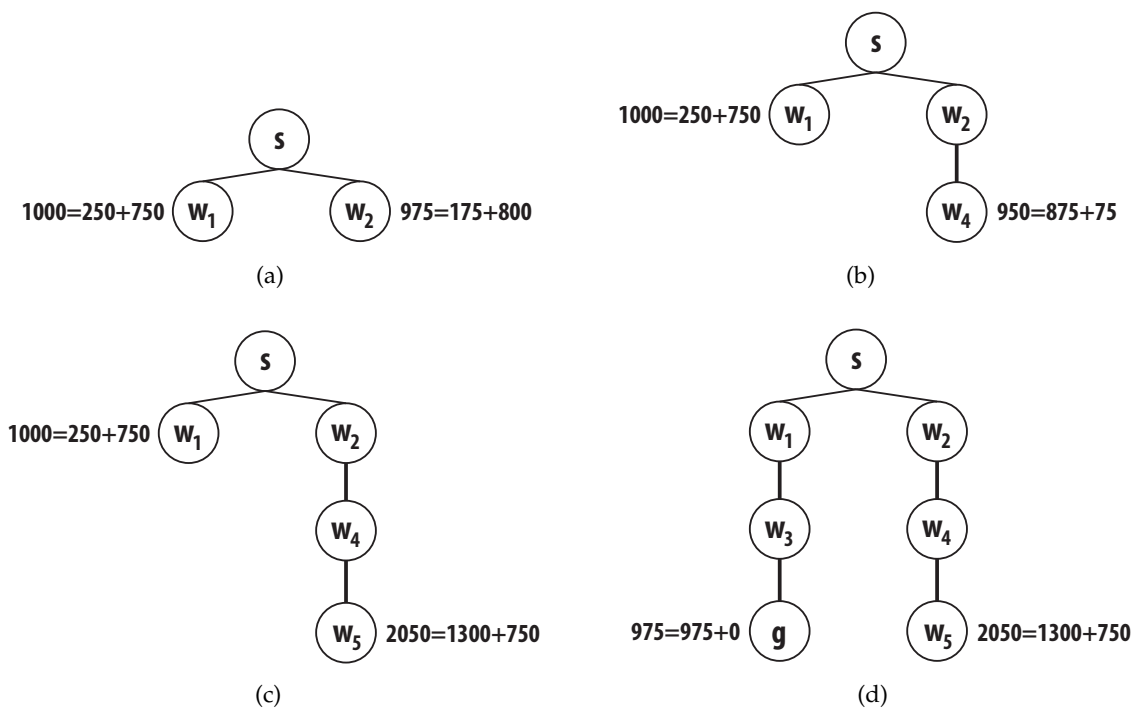 s
1000=250+750 w1 w2 975=175+800
(a)
s
1000=250+750 w1 w2
w4 950=875+75
(b)
s
1000=250+750 w1 w2
w4
w5 2050=1300+750
(c)
s
w1 w2
w3 w4
975=975+0 g w5 2050=1300+750
(d)